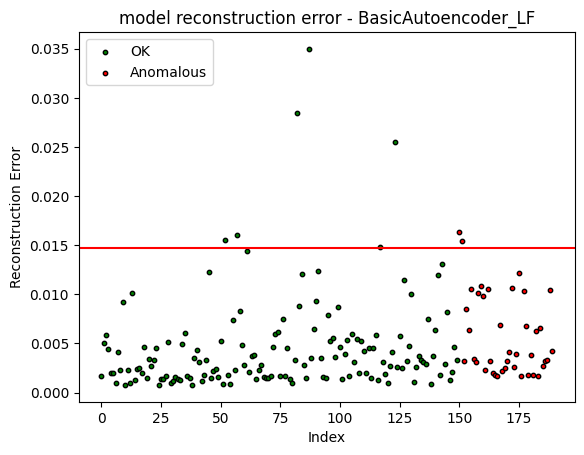 model reconstruction error - BasicAutoencoder_LF
OK
Anomalous
0.035
0.030
0.025
0.020
0.015
0.010
0.005
0.000
Reconstruction Error
0 25 50 75 100 125 150 175
Index